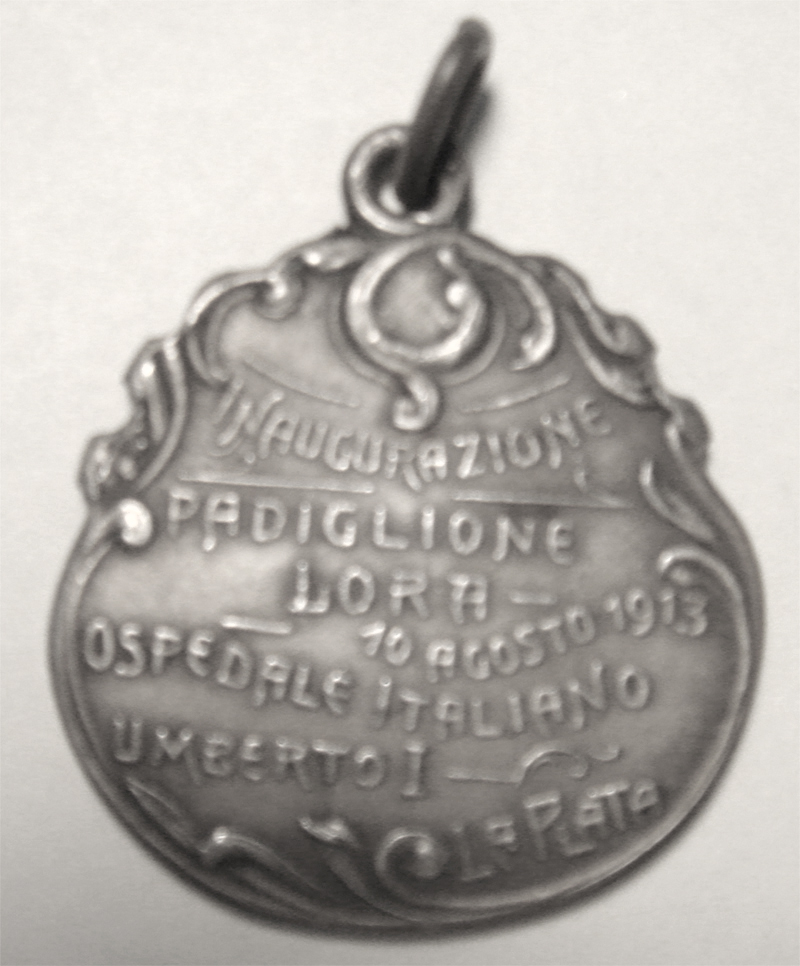 INAUGURAZIONE
PADIGLIONE
LORA
10 AGOSTO 1913
OSPEDALE ITALIANO
UMBERTO I
LA PLATA